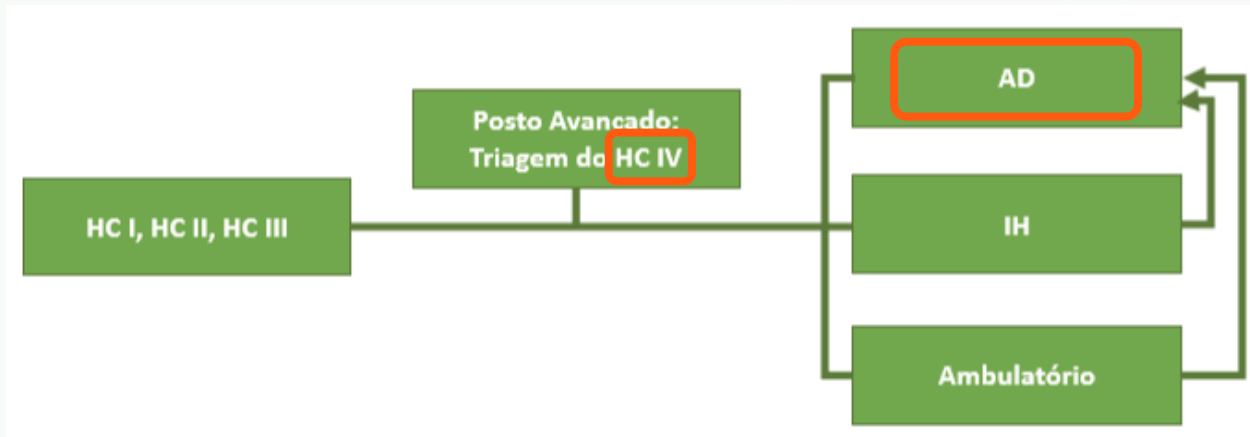 HC I, HC II, HC III
Posto Avancado:
Triagem do HC IV
AD
IH
Ambulatório